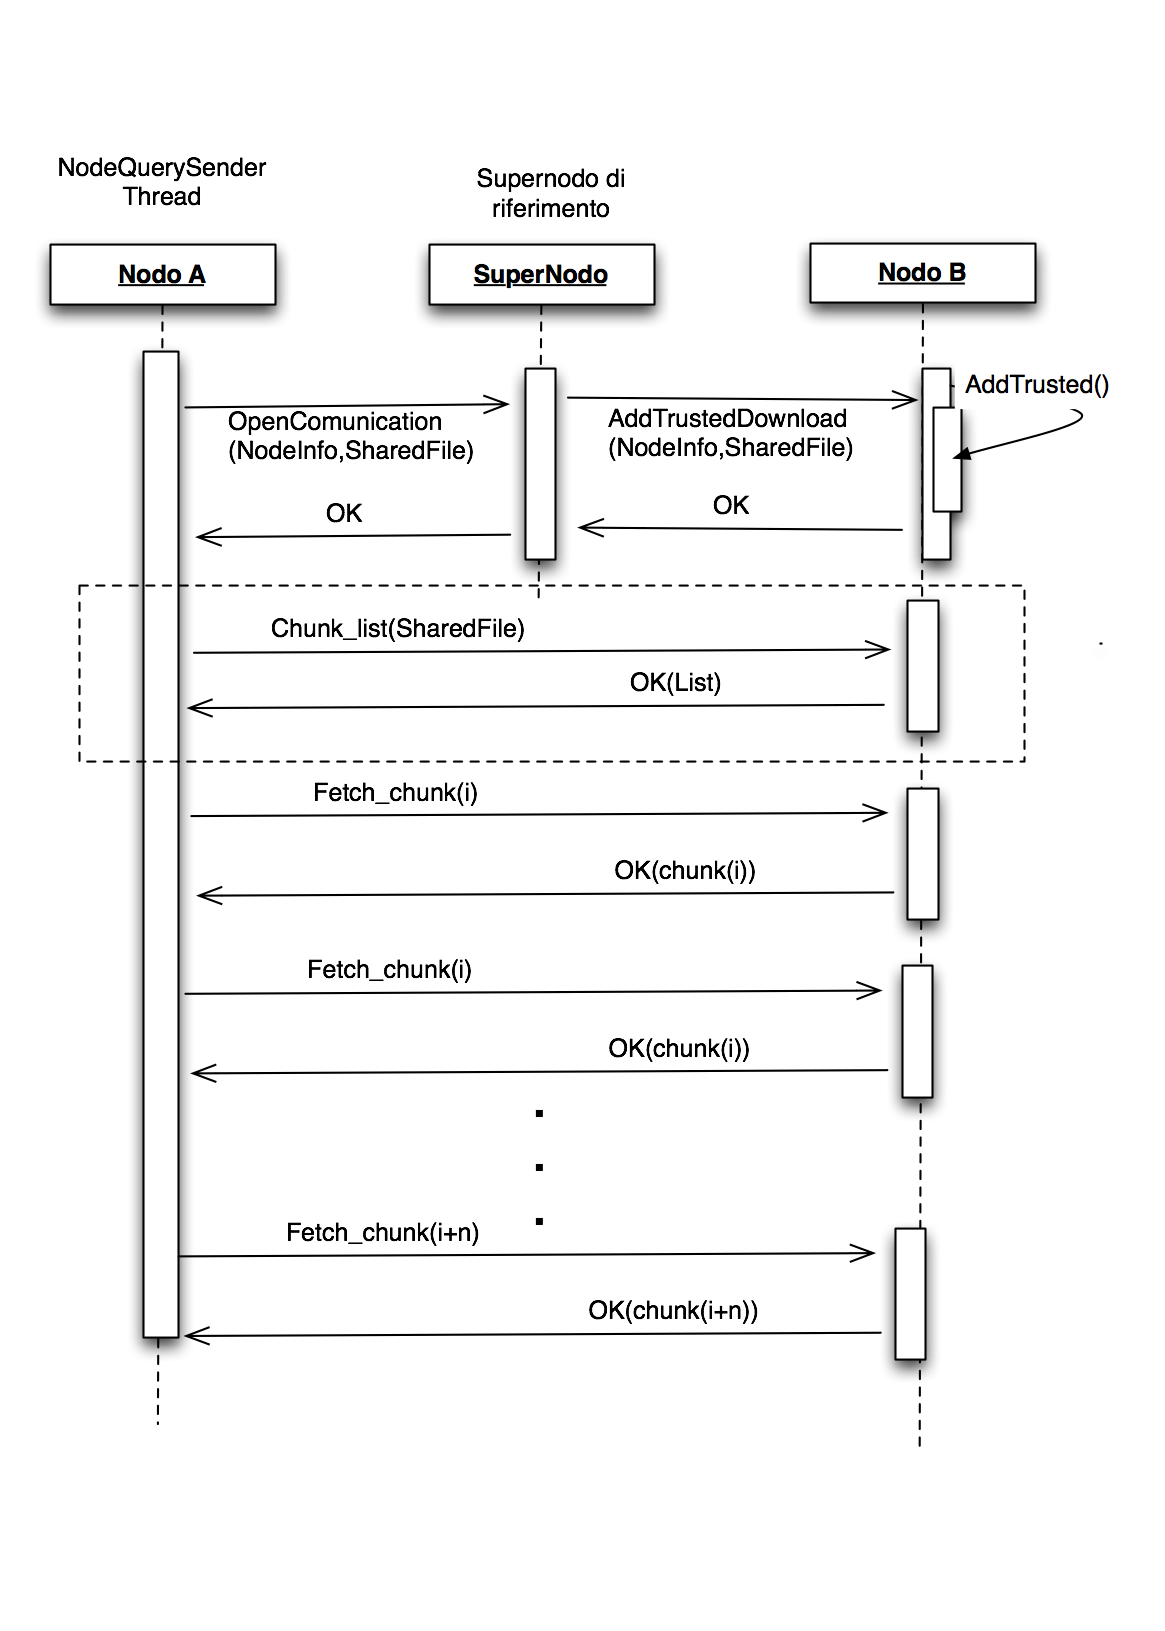 NodeQuerySender
Thread
Supernodo di
riferimento
Nodo A
SuperNodo
Nodo B
AddTrusted()
OpenComunication
(NodeInfo,SharedFile)
AddTrustedDownload
(NodeInfo,SharedFile)
OK
OK
Chunk_list(SharedFile)
OK(List)
Fetch_chunk(i)
OK(chunk(i))
Fetch_chunk(i)
OK(chunk(i))
Fetch_chunk(i+n)
OK(chunk(i+n))